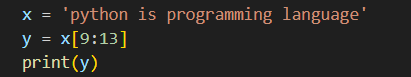 x = 'python is programming language'
y = x[9:13]
print(y)